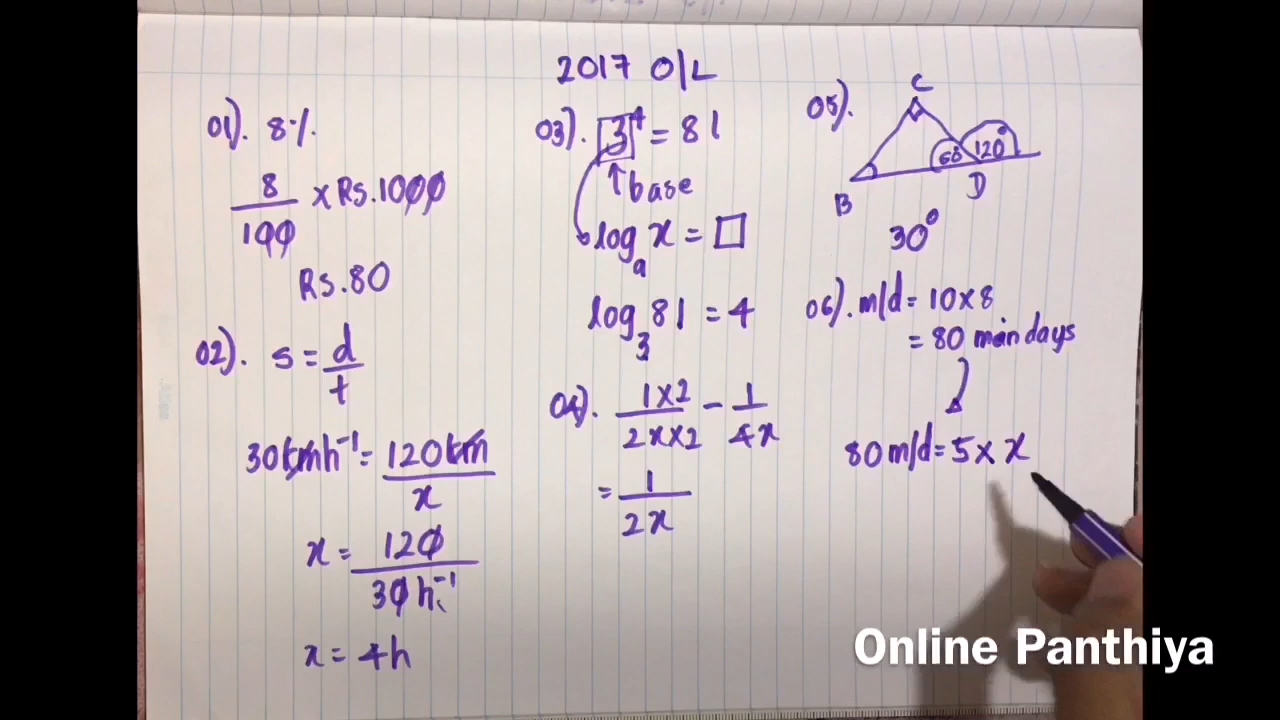 2017 O/L
01). 8%
8/100 × Rs.1000
Rs.80
02). s = d/t
30kmh⁻¹ = 120km/x
x = 120/30h⁻¹
x = 4h
03). 3⁴ = 81
↑base
logₐ x = □
log₃ 81 = 4
04). 1×2/2x×2 - 1/4x
= 1/2x
05).
C
60° 120°
B D
30°
06). m/d = 10×8
= 80 man days
80 m/d = 5 × x
Online Panthiya